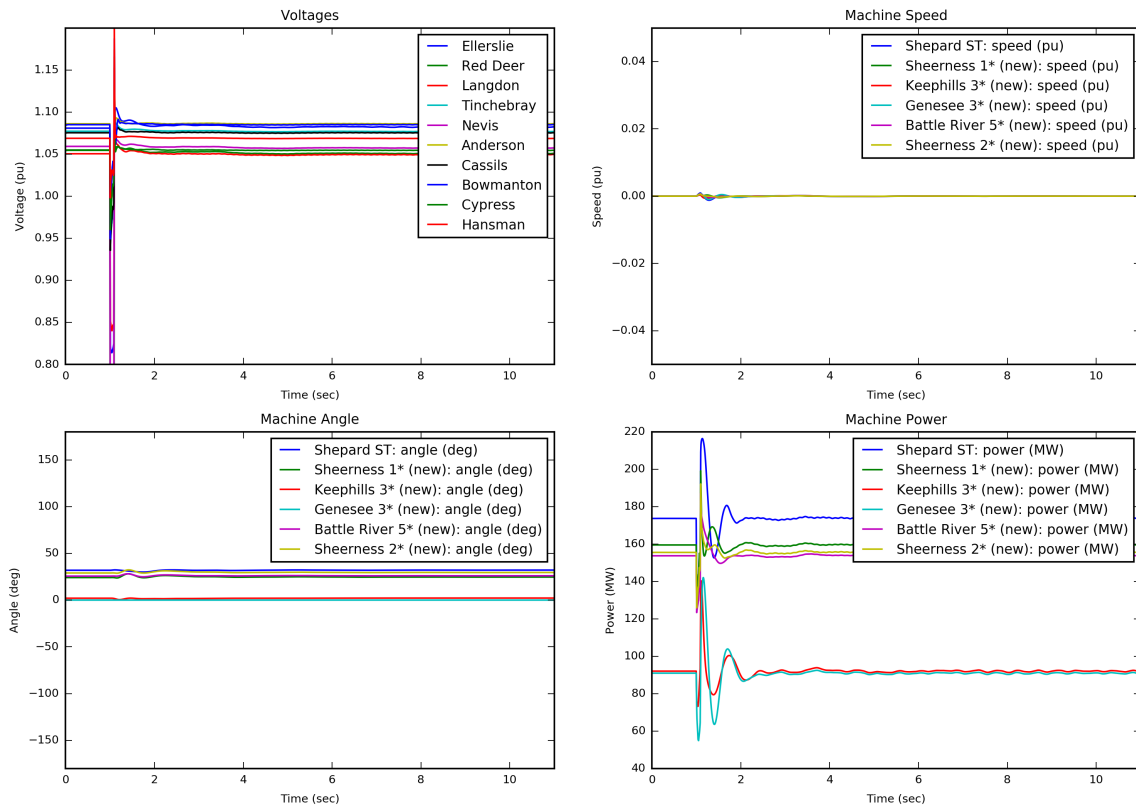 Voltages
Voltage (pu)
1.15
1.10
1.05
1.00
0.95
0.90
0.85
0.80
Ellerslie
Red Deer
Langdon
Tinchebray
Nevis
Anderson
Cassils
Bowmanton
Cypress
Hansman
0 2 4 6 8 10
Time (sec)
Machine Speed
Speed (pu)
0.04
0.02
0.00
−0.02
−0.04
Shepard ST: speed (pu)
Sheerness 1* (new): speed (pu)
Keephills 3* (new): speed (pu)
Genesee 3* (new): speed (pu)
Battle River 5* (new): speed (pu)
Sheerness 2* (new): speed (pu)
0 2 4 6 8 10
Time (sec)
Machine Angle
Angle (deg)
150
100
50
0
−50
−100
−150
Shepard ST: angle (deg)
Sheerness 1* (new): angle (deg)
Keephills 3* (new): angle (deg)
Genesee 3* (new): angle (deg)
Battle River 5* (new): angle (deg)
Sheerness 2* (new): angle (deg)
0 2 4 6 8 10
Time (sec)
Machine Power
Power (MW)
220
200
180
160
140
120
100
80
60
40
Shepard ST: power (MW)
Sheerness 1* (new): power (MW)
Keephills 3* (new): power (MW)
Genesee 3* (new): power (MW)
Battle River 5* (new): power (MW)
Sheerness 2* (new): power (MW)
0 2 4 6 8 10
Time (sec)